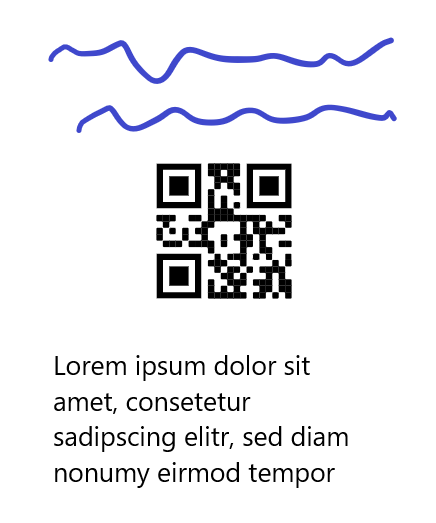 Lorem ipsum dolor sit
amet, consetetur
sadipscing elitr, sed diam
nonumy eirmod tempor